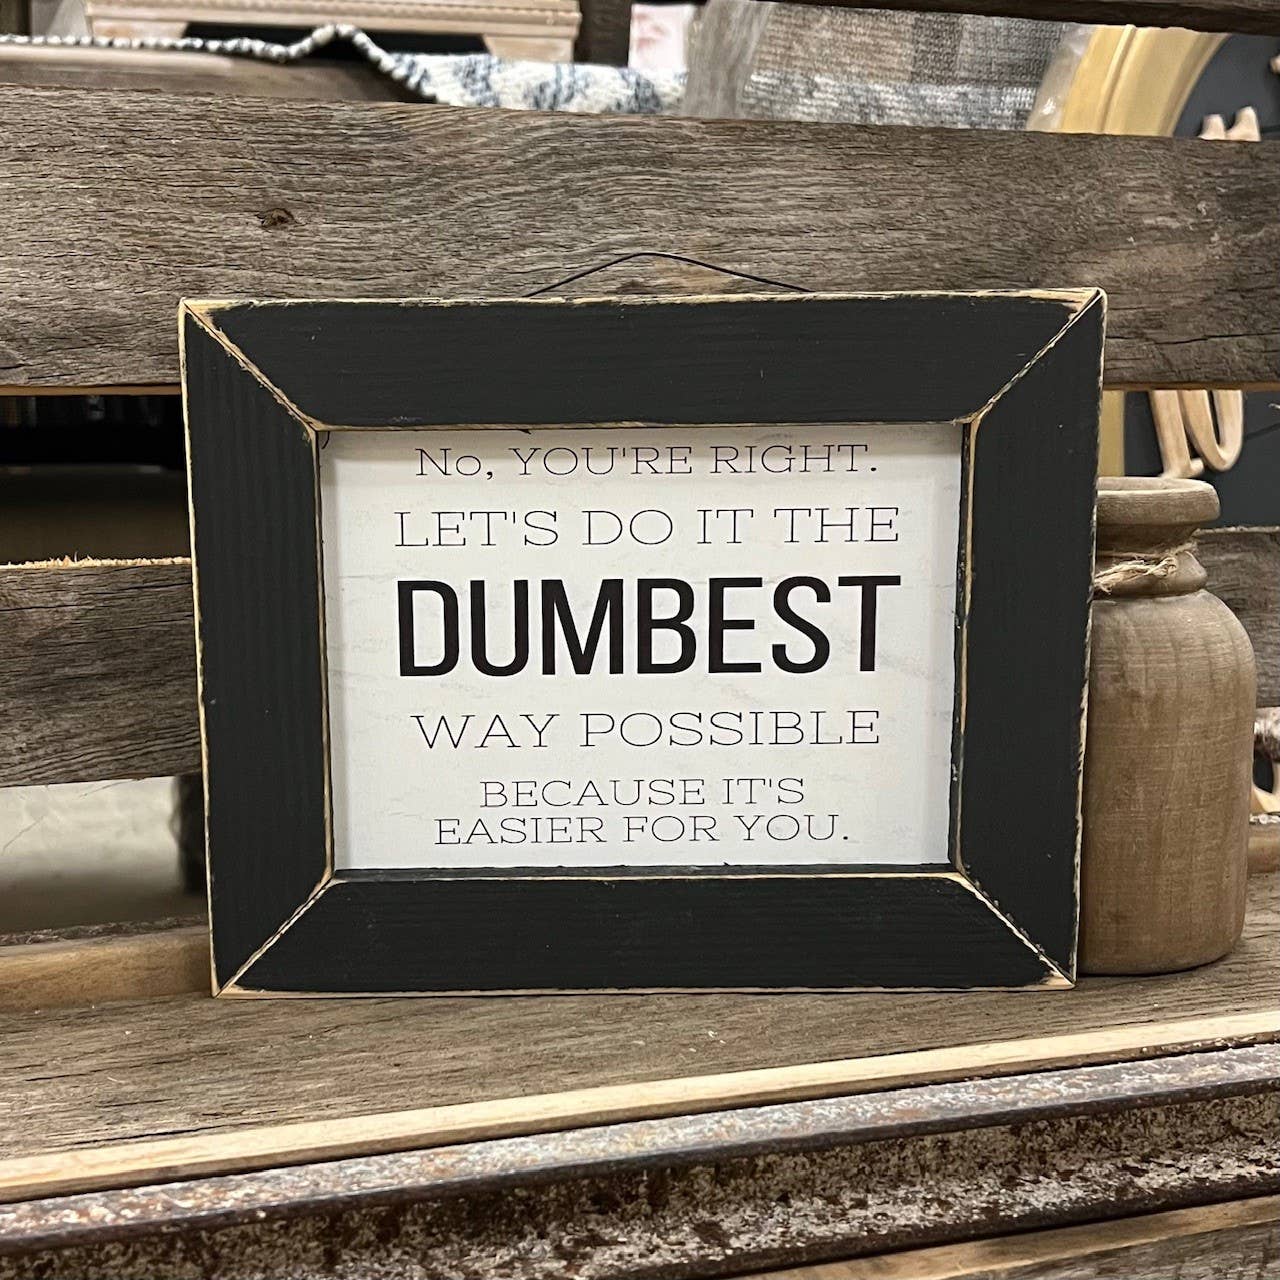 No, YOU'RE RIGHT.
LET'S DO IT THE
DUMBEST
WAY POSSIBLE
BECAUSE IT'S
EASIER FOR YOU.